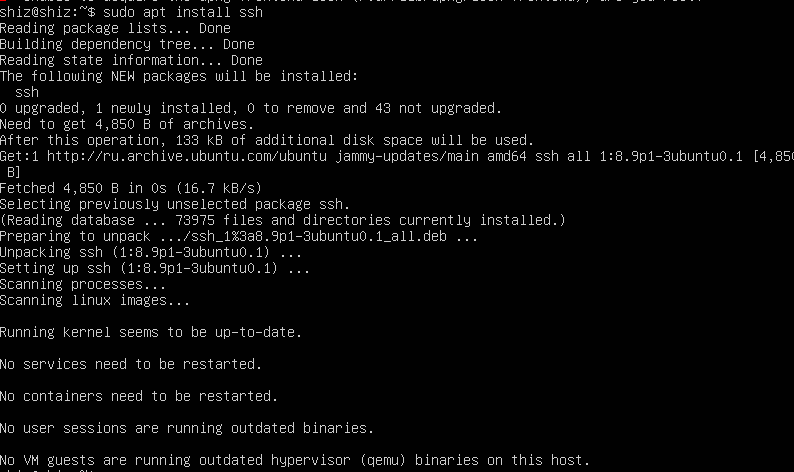 shiz@shiz:~$ sudo apt install ssh
Reading package lists... Done
Building dependency tree... Done
Reading state information... Done
The following NEW packages will be installed:
  ssh
0 upgraded, 1 newly installed, 0 to remove and 43 not upgraded.
Need to get 4,850 B of archives.
After this operation, 133 kB of additional disk space will be used.
Get:1 http://ru.archive.ubuntu.com/ubuntu jammy-updates/main amd64 ssh all 1:8.9p1-3ubuntu0.1 [4,850
 B]
Fetched 4,850 B in 0s (16.7 kB/s)
Selecting previously unselected package ssh.
(Reading database ... 73975 files and directories currently installed.)
Preparing to unpack .../ssh_1%3a8.9p1-3ubuntu0.1_all.deb ...
Unpacking ssh (1:8.9p1-3ubuntu0.1) ...
Setting up ssh (1:8.9p1-3ubuntu0.1) ...
Scanning processes...
Scanning linux images...
Running kernel seems to be up-to-date.
No services need to be restarted.
No containers need to be restarted.
No user sessions are running outdated binaries.
No VM guests are running outdated hypervisor (qemu) binaries on this host.